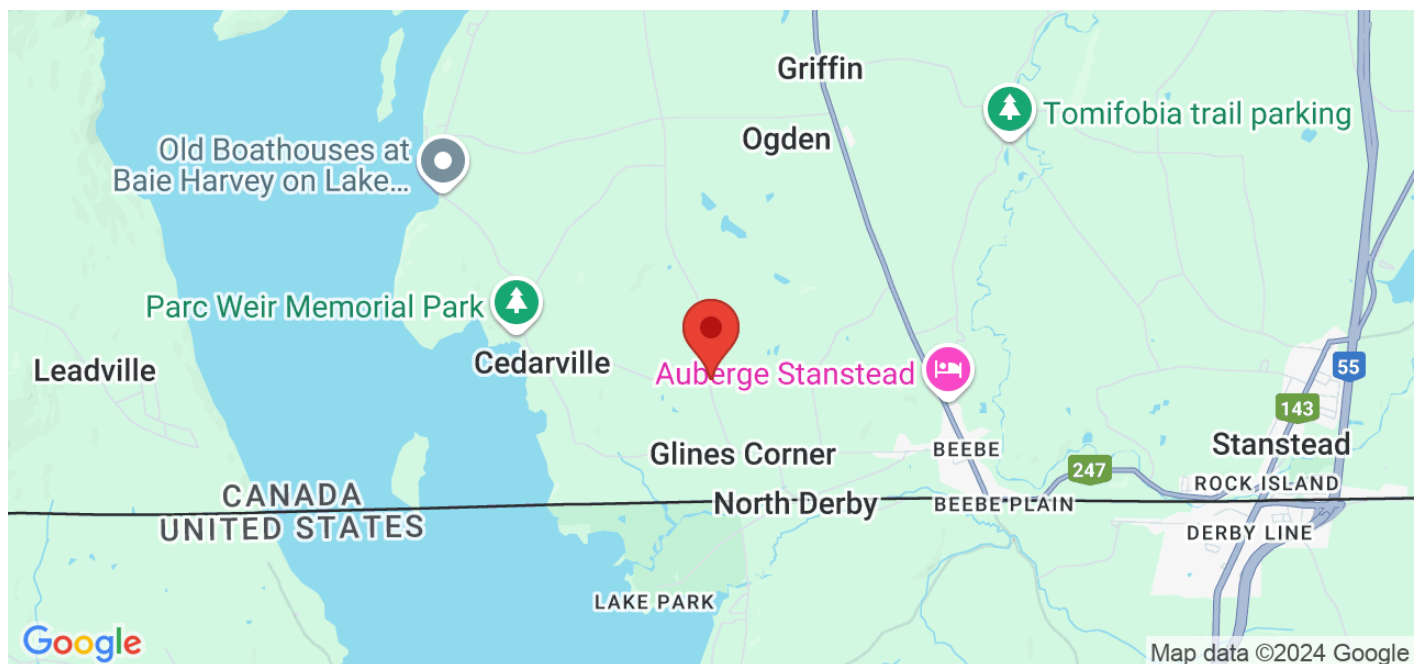 Griffin
Tomifobia trail parking
Ogden
Old Boathouses at
Baie Harvey on Lake...
Parc Weir Memorial Park
Cedarville
Leadville
Auberge Stanstead
55
143
Stanstead
Glines Corner
BEEBE
247
ROCK ISLAND
CANADA
UNITED STATES
North Derby
BEEBE PLAIN
DERBY LINE
LAKE PARK
Google
Map data ©2024 Google